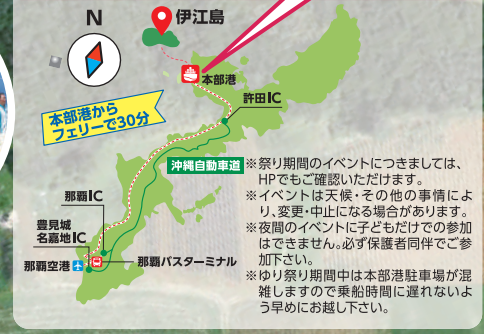 N
伊江島
本部港
許田IC
本部港から
フェリーで30分
沖縄自動車道
那覇IC
豊見城
名嘉地IC
那覇空港
那覇バスターミナル
※祭り期間のイベントにつきましては、
HPでもご確認いただけます。
※イベントは天候・その他の事情によ
り、変更・中止になる場合があります。
※夜間のイベントに子どもだけでの参加
はできません。必ず保護者同伴でご参
加下さい。
※ゆり祭り期間中は本部港駐車場が混
雑しますので乗船時間に遅れないよ
う早めにお越し下さい。